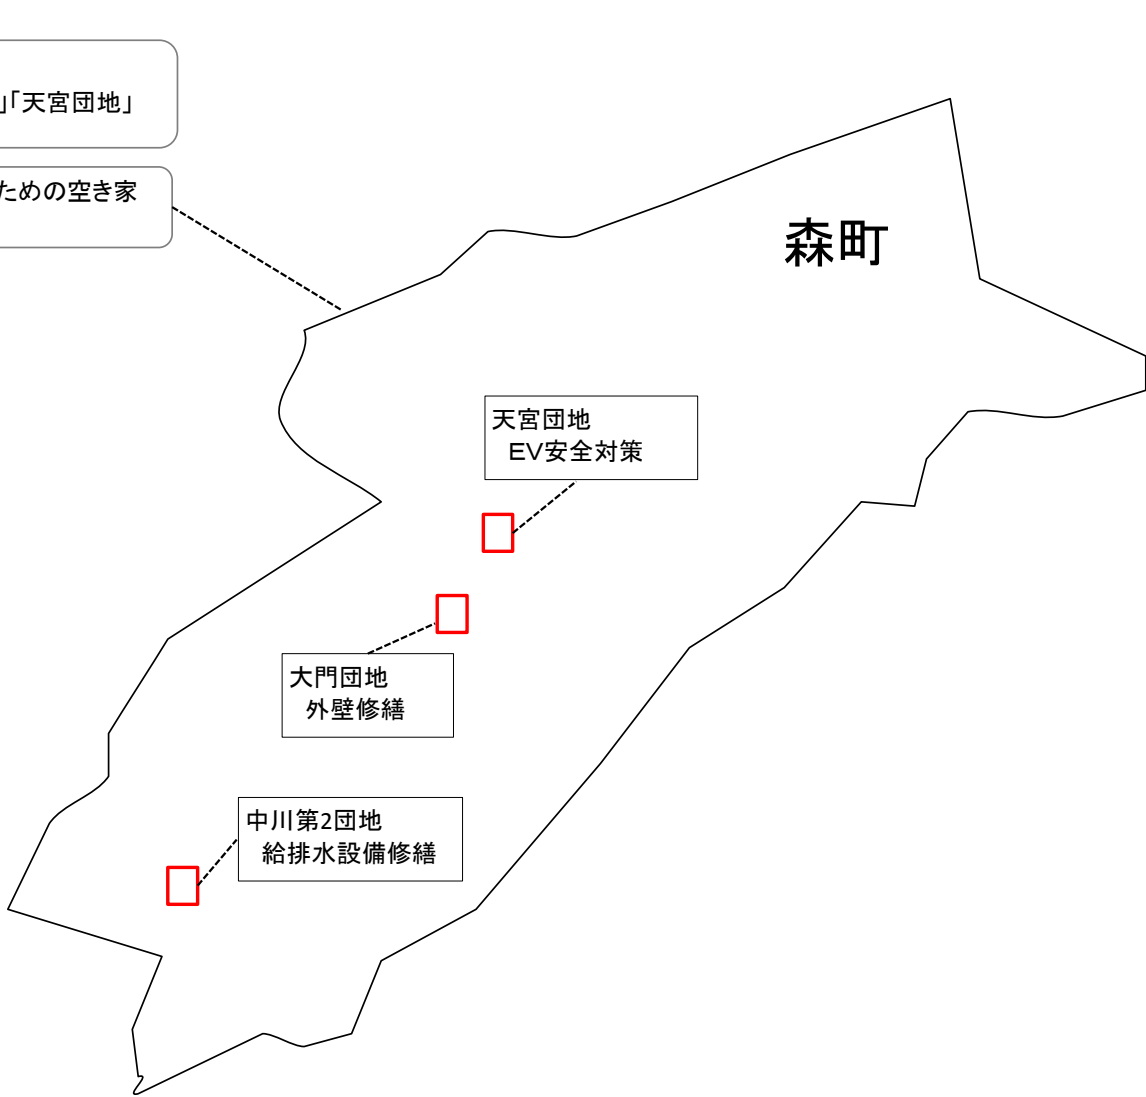 」「天宮団地」
ための空き家
森町
天宮団地
EV安全対策
大門団地
外壁修繕
中川第2団地
給排水設備修繕